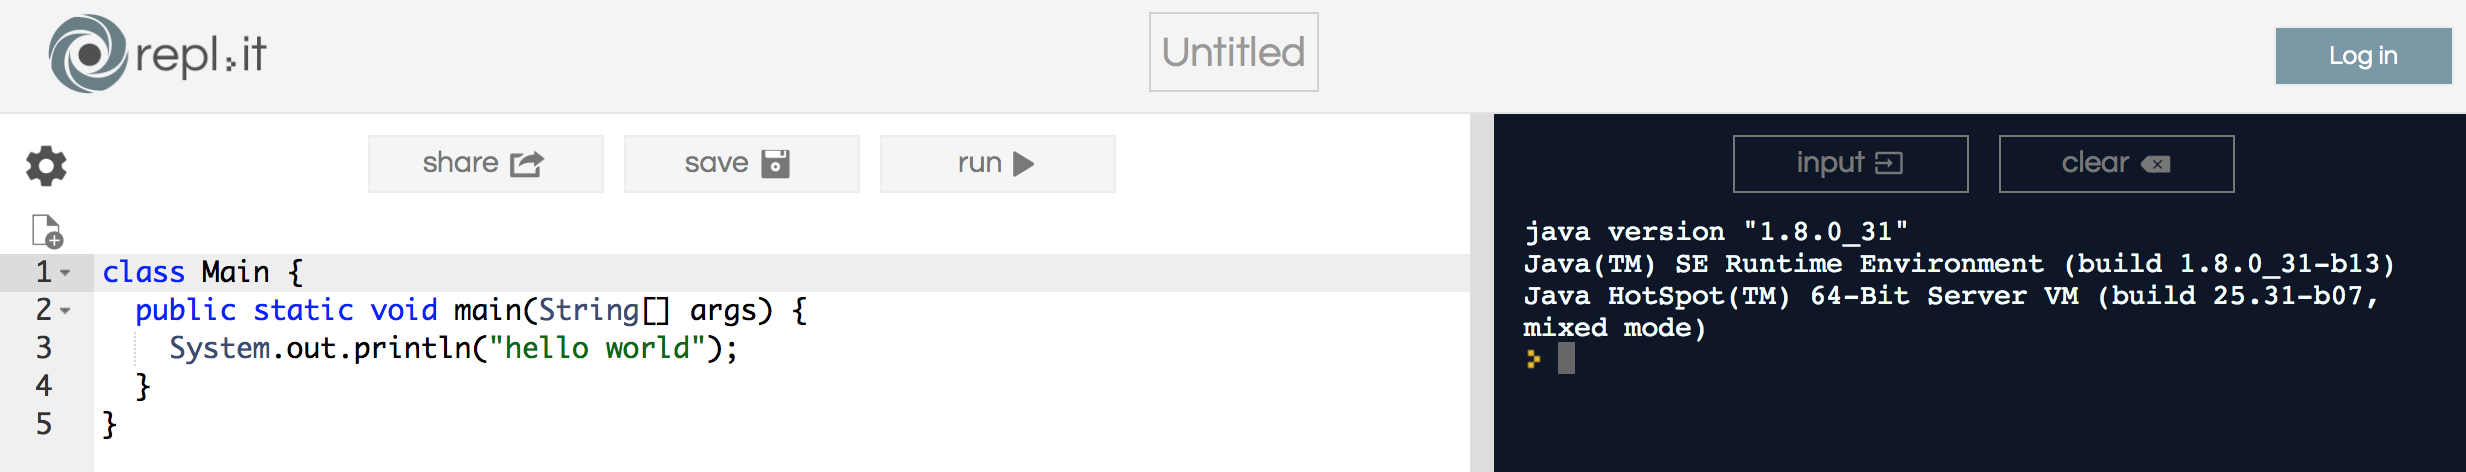 repl.it
Untitled
Log in
share
save
run
input
clear
1 class Main {
2   public static void main(String[] args) {
3     System.out.println("hello world");
4   }
5 }
java version "1.8.0_31"
Java(TM) SE Runtime Environment (build 1.8.0_31-b13)
Java HotSpot(TM) 64-Bit Server VM (build 25.31-b07,
mixed mode)